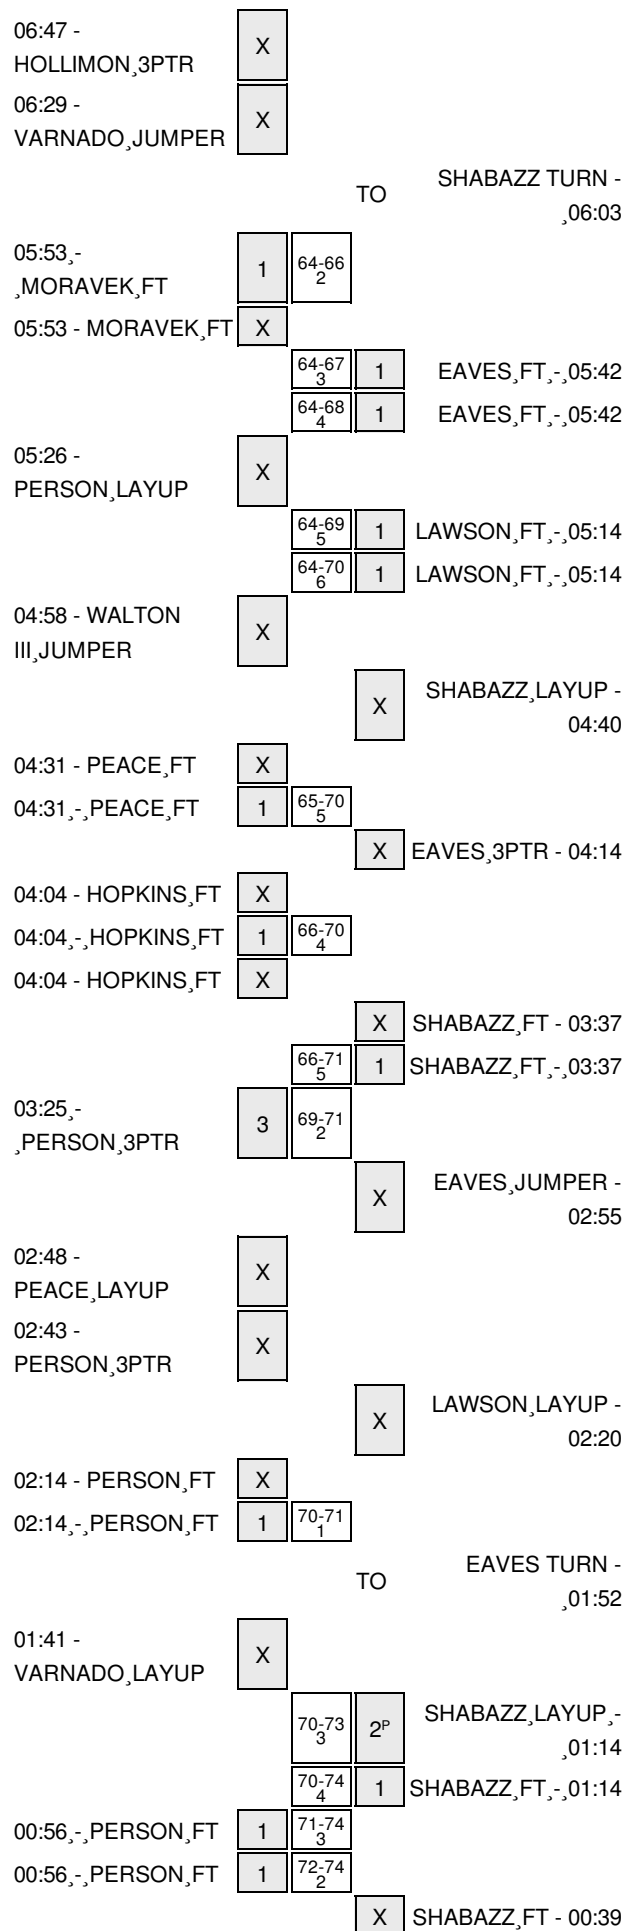 06:47 -
HOLLIMON¸3PTR
X
06:29 -
VARNADO¸JUMPER
X
TO
SHABAZZ TURN -
¸06:03
05:53¸-
¸MORAVEK¸FT
1
64-66
2
05:53 - MORAVEK¸FT
X
64-67
3
1
EAVES¸FT¸-¸05:42
64-68
4
1
EAVES¸FT¸-¸05:42
05:26 -
PERSON¸LAYUP
X
64-69
5
1
LAWSON¸FT¸-¸05:14
64-70
6
1
LAWSON¸FT¸-¸05:14
04:58 - WALTON
III¸JUMPER
X
X
SHABAZZ¸LAYUP -
04:40
04:31 - PEACE¸FT
X
04:31¸-¸PEACE¸FT
1
65-70
5
X
EAVES¸3PTR - 04:14
04:04 - HOPKINS¸FT
X
04:04¸-¸HOPKINS¸FT
1
66-70
4
04:04 - HOPKINS¸FT
X
X
SHABAZZ¸FT - 03:37
66-71
5
1
SHABAZZ¸FT¸-¸03:37
03:25¸-
¸PERSON¸3PTR
3
69-71
2
X
EAVES¸JUMPER -
02:55
02:48 -
PEACE¸LAYUP
X
02:43 -
PERSON¸3PTR
X
X
LAWSON¸LAYUP -
02:20
02:14 - PERSON¸FT
X
02:14¸-¸PERSON¸FT
1
70-71
1
TO
EAVES TURN -
¸01:52
01:41 -
VARNADO¸LAYUP
X
70-73
3
2P
SHABAZZ¸LAYUP¸-
¸01:14
70-74
4
1
SHABAZZ¸FT¸-¸01:14
00:56¸-¸PERSON¸FT
1
71-74
3
00:56¸-¸PERSON¸FT
1
72-74
2
X
SHABAZZ¸FT - 00:39